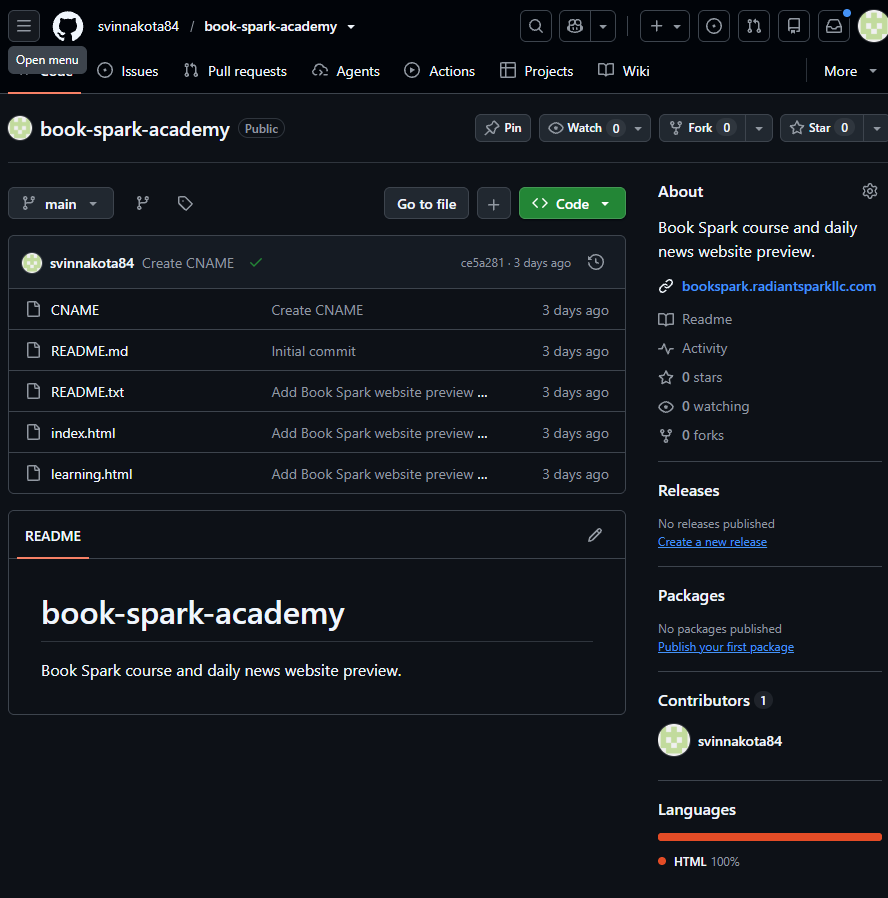 svinnakota84 / book-spark-academy
Open menu
Issues Pull requests Agents Actions Projects Wiki More
book-spark-academy Public Pin Watch 0 Fork 0 Star 0
main Go to file Code
svinnakota84 Create CNAME ce5a281 · 3 days ago
CNAME Create CNAME 3 days ago
README.md Initial commit 3 days ago
README.txt Add Book Spark website preview ... 3 days ago
index.html Add Book Spark website preview ... 3 days ago
learning.html Add Book Spark website preview ... 3 days ago
README
book-spark-academy
Book Spark course and daily news website preview.
About
Book Spark course and daily
news website preview.
bookspark.radiantsparkllc.com
Readme
Activity
0 stars
0 watching
0 forks
Releases
No releases published
Create a new release
Packages
No packages published
Publish your first package
Contributors 1
svinnakota84
Languages
HTML 100%